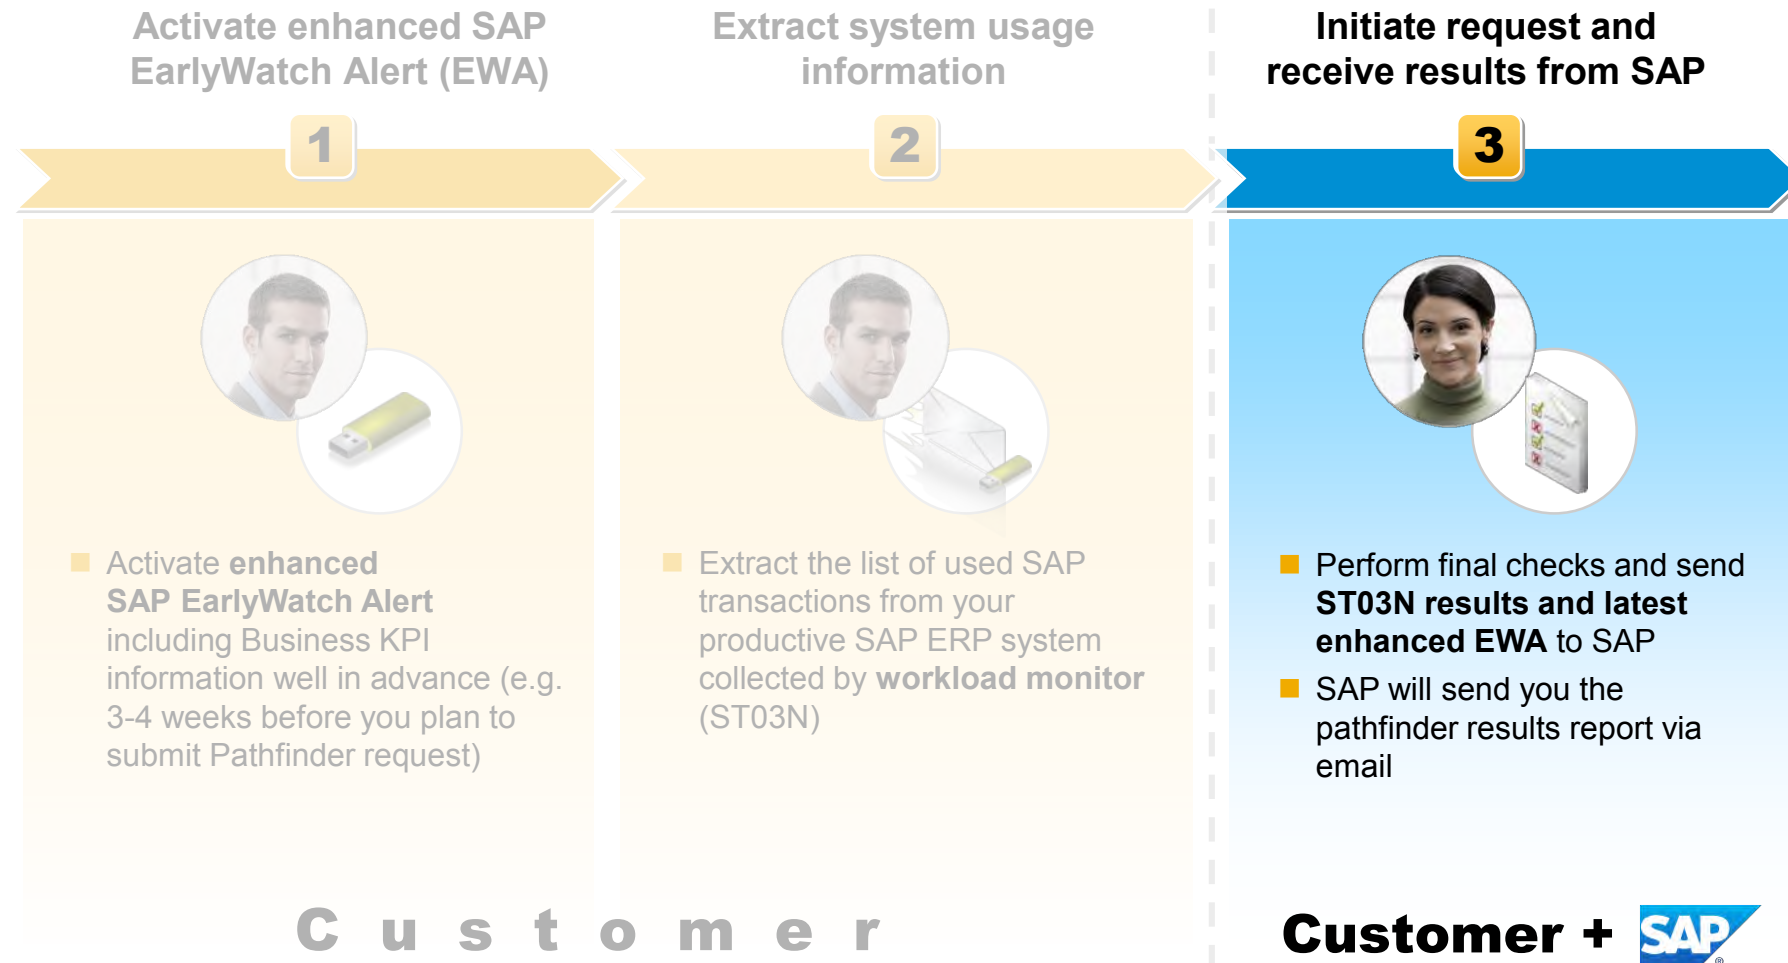 Activate enhanced SAP
EarlyWatch Alert (EWA)
1
Activate enhanced
SAP EarlyWatch Alert
including Business KPI
information well in advance (e.g.
3-4 weeks before you plan to
submit Pathfinder request)
Extract system usage
information
2
Extract the list of used SAP
transactions from your
productive SAP ERP system
collected by workload monitor
(ST03N)
Customer
Initiate request and
receive results from SAP
3
Perform final checks and send
ST03N results and latest
enhanced EWA to SAP
SAP will send you the
pathfinder results report via
email
Customer + SAP®